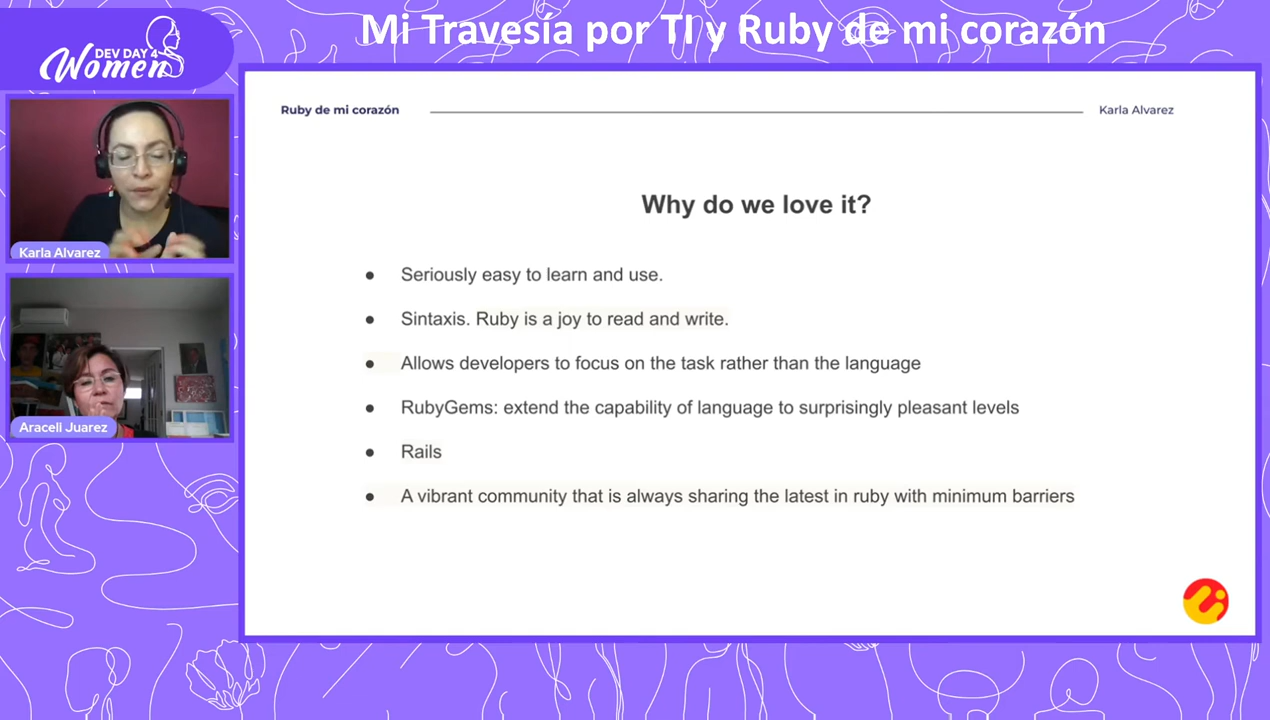 Mi Travesía por TI y Ruby de mi corazón
DEV DAY 4
Women
Karla Alvarez
Araceli Juarez
Ruby de mi corazón
Karla Alvarez
Why do we love it?
● Seriously easy to learn and use.
● Sintaxis. Ruby is a joy to read and write.
● Allows developers to focus on the task rather than the language
● RubyGems: extend the capability of language to surprisingly pleasant levels
● Rails
● A vibrant community that is always sharing the latest in ruby with minimum barriers